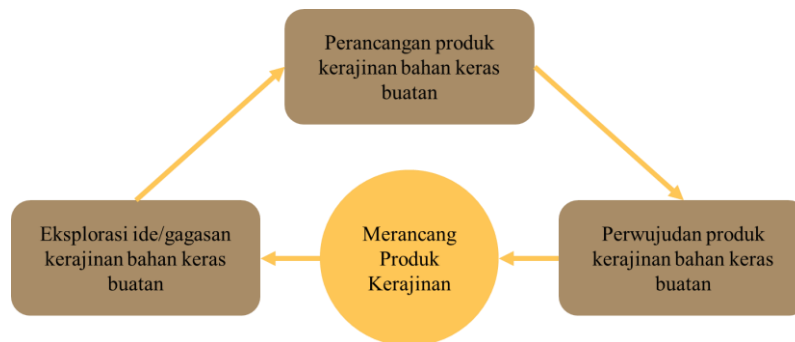 Perancangan produk
kerajinan bahan keras
buatan
Eksplorasi ide/gagasan
kerajinan bahan keras
buatan
Merancang
Produk
Kerajinan
Perwujudan produk
kerajinan bahan keras
buatan